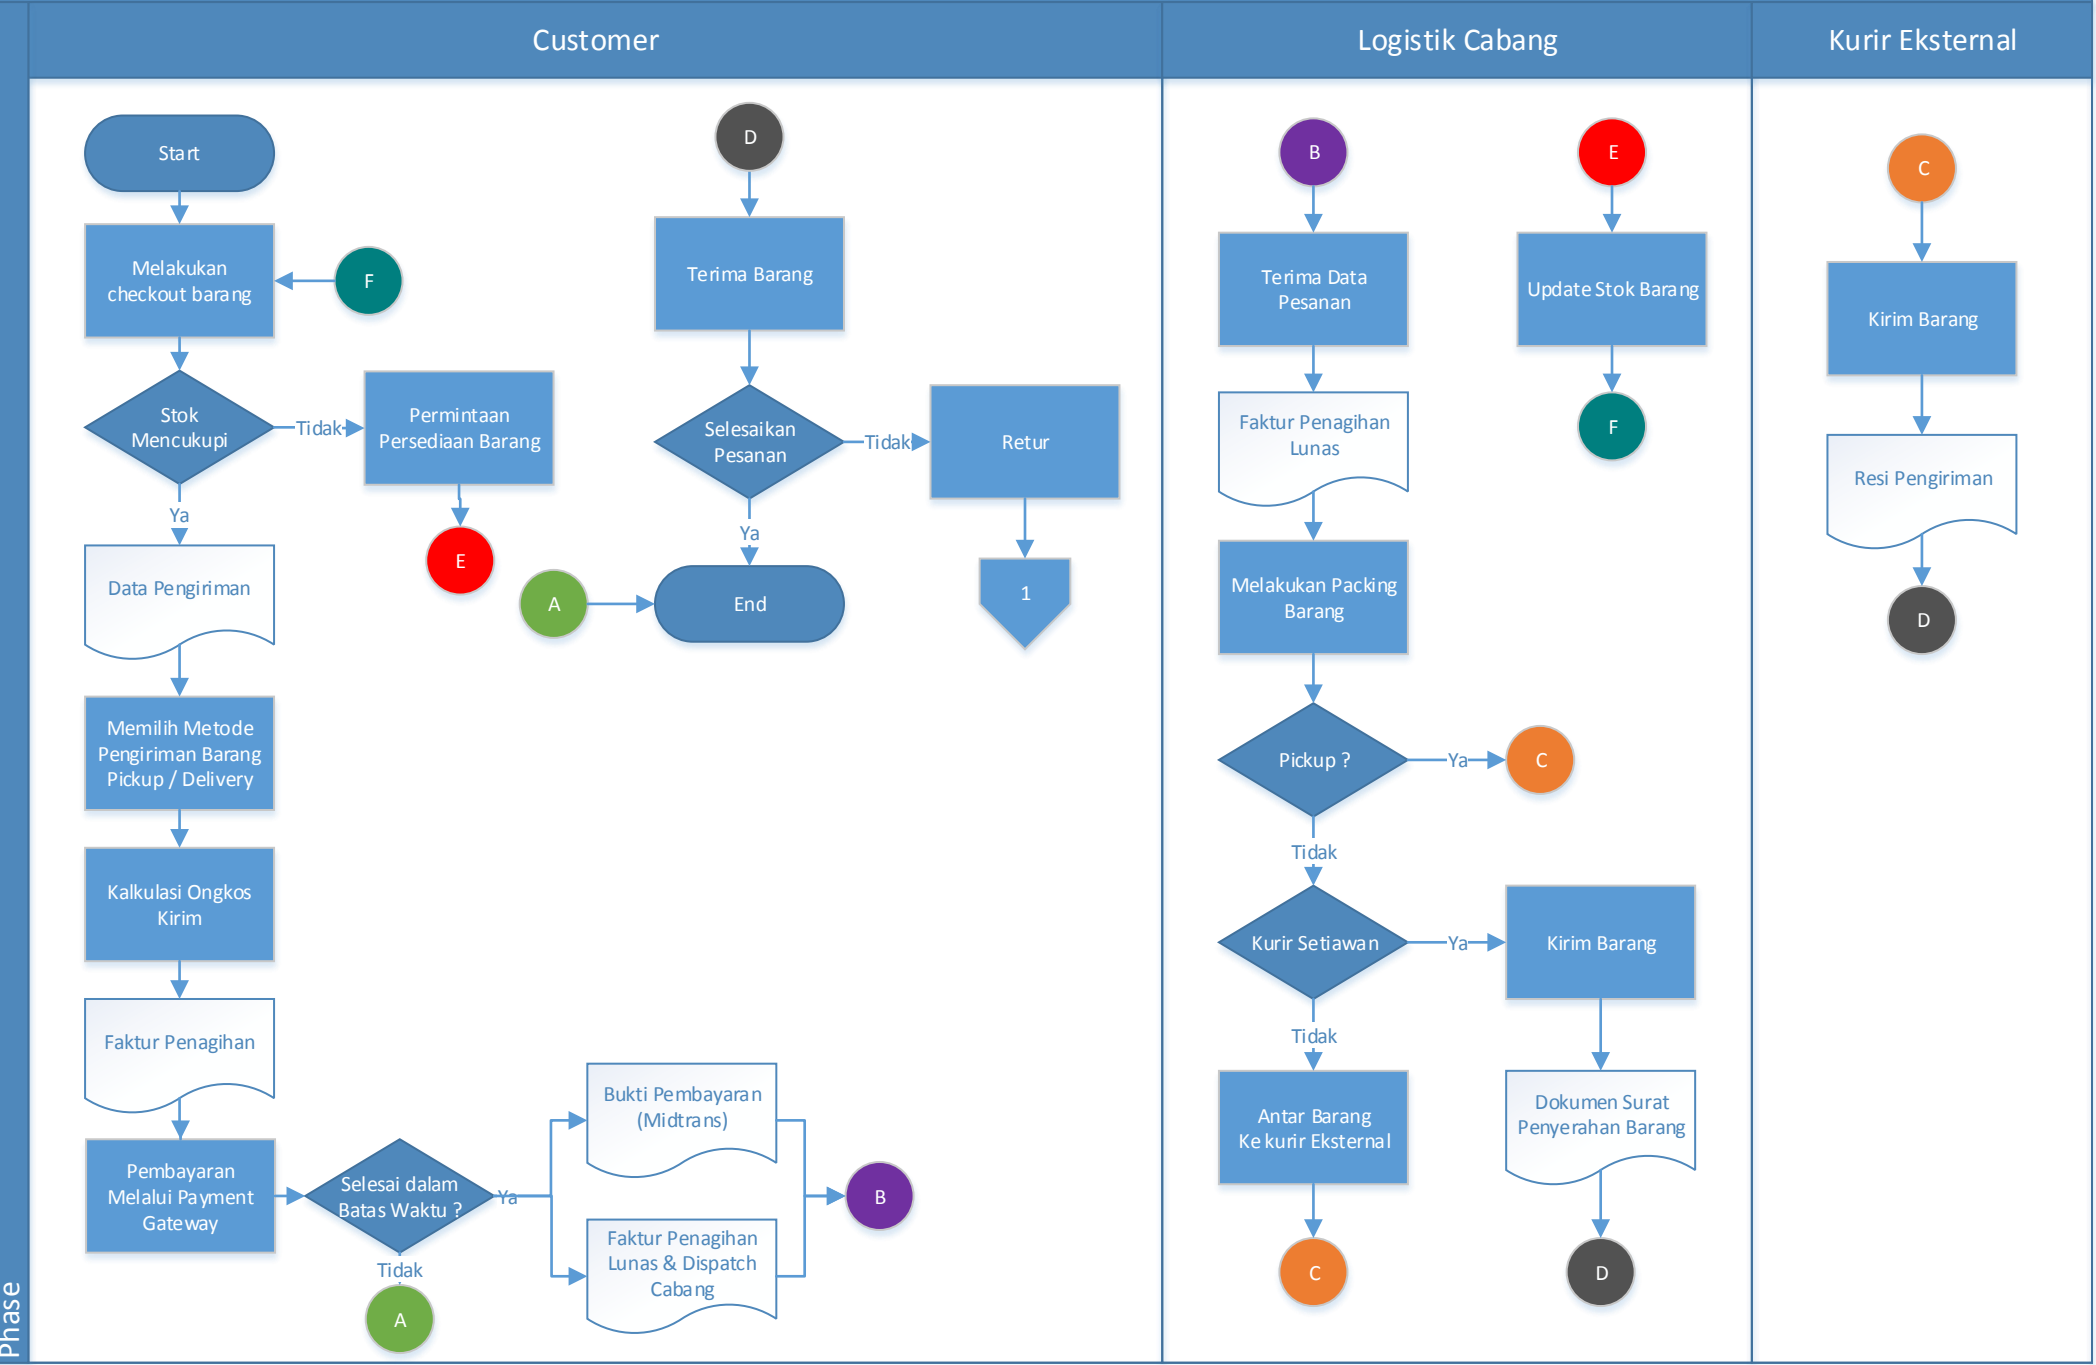 Customer
Logistik Cabang
Kurir Eksternal
Phase
Start
Melakukan
checkout barang
F
Stok
Mencukupi
Tidak
Permintaan
Persediaan Barang
E
Ya
Data Pengiriman
Memilih Metode
Pengiriman Barang
Pickup / Delivery
Kalkulasi Ongkos
Kirim
Faktur Penagihan
Pembayaran
Melalui Payment
Gateway
Selesai dalam
Batas Waktu ?
Tidak
A
Ya
Bukti Pembayaran
(Midtrans)
Faktur Penagihan
Lunas & Dispatch
Cabang
B
D
Terima Barang
Selesaikan
Pesanan
Tidak
Retur
1
Ya
A
End
B
Terima Data
Pesanan
Faktur Penagihan
Lunas
Melakukan Packing
Barang
Pickup ?
Ya
C
Tidak
Kurir Setiawan
Ya
Kirim Barang
Dokumen Surat
Penyerahan Barang
D
Tidak
Antar Barang
Ke kurir Eksternal
C
E
Update Stok Barang
F
C
Kirim Barang
Resi Pengiriman
D